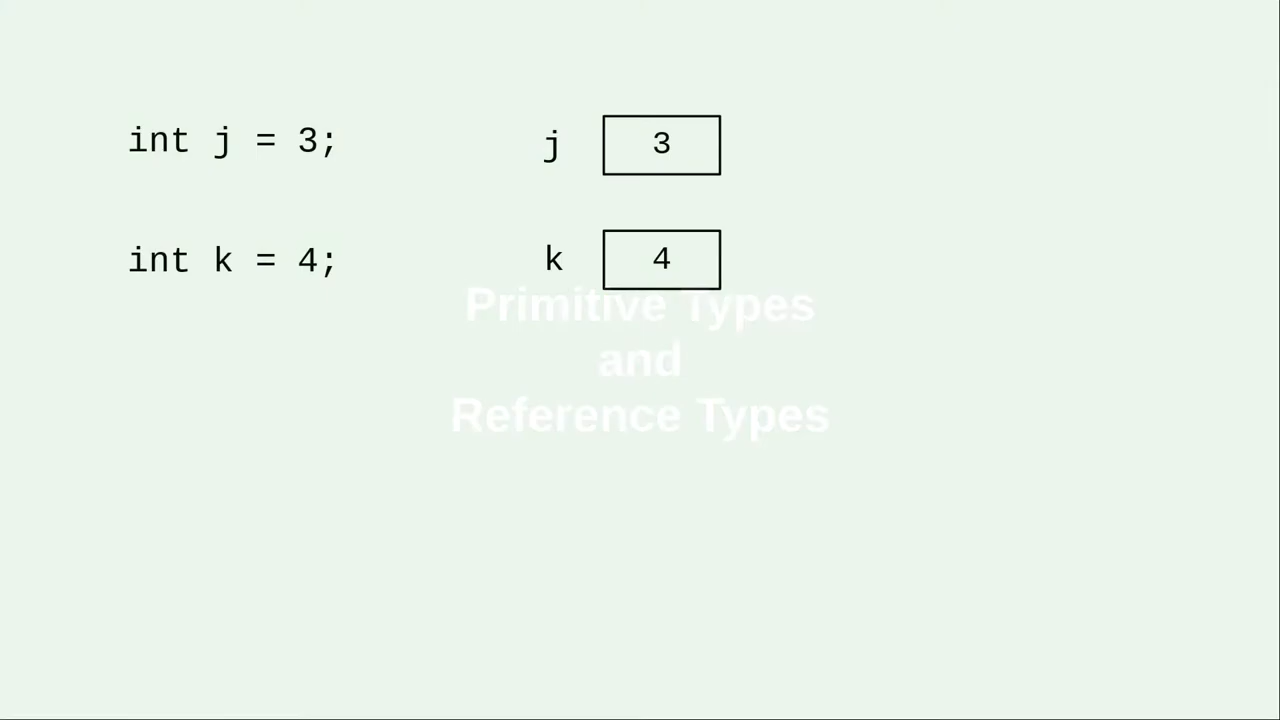 int j = 3;
j 3
int k = 4;
k 4
Primitive Types
and
Reference Types